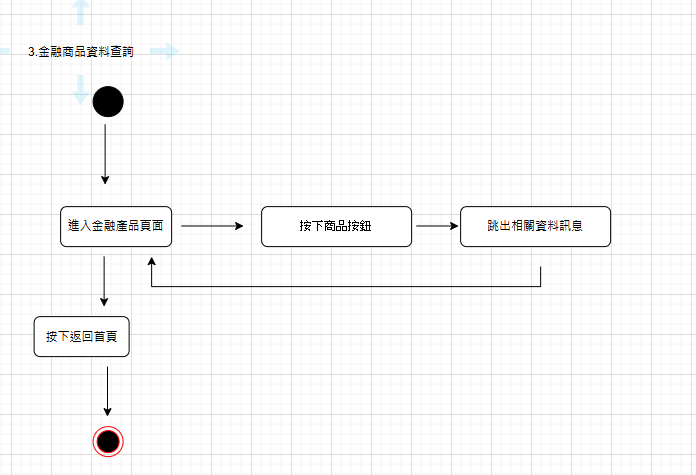 3.金融商品資料查詢
進入金融產品頁面
按下商品按鈕
跳出相關資料訊息
按下返回首頁